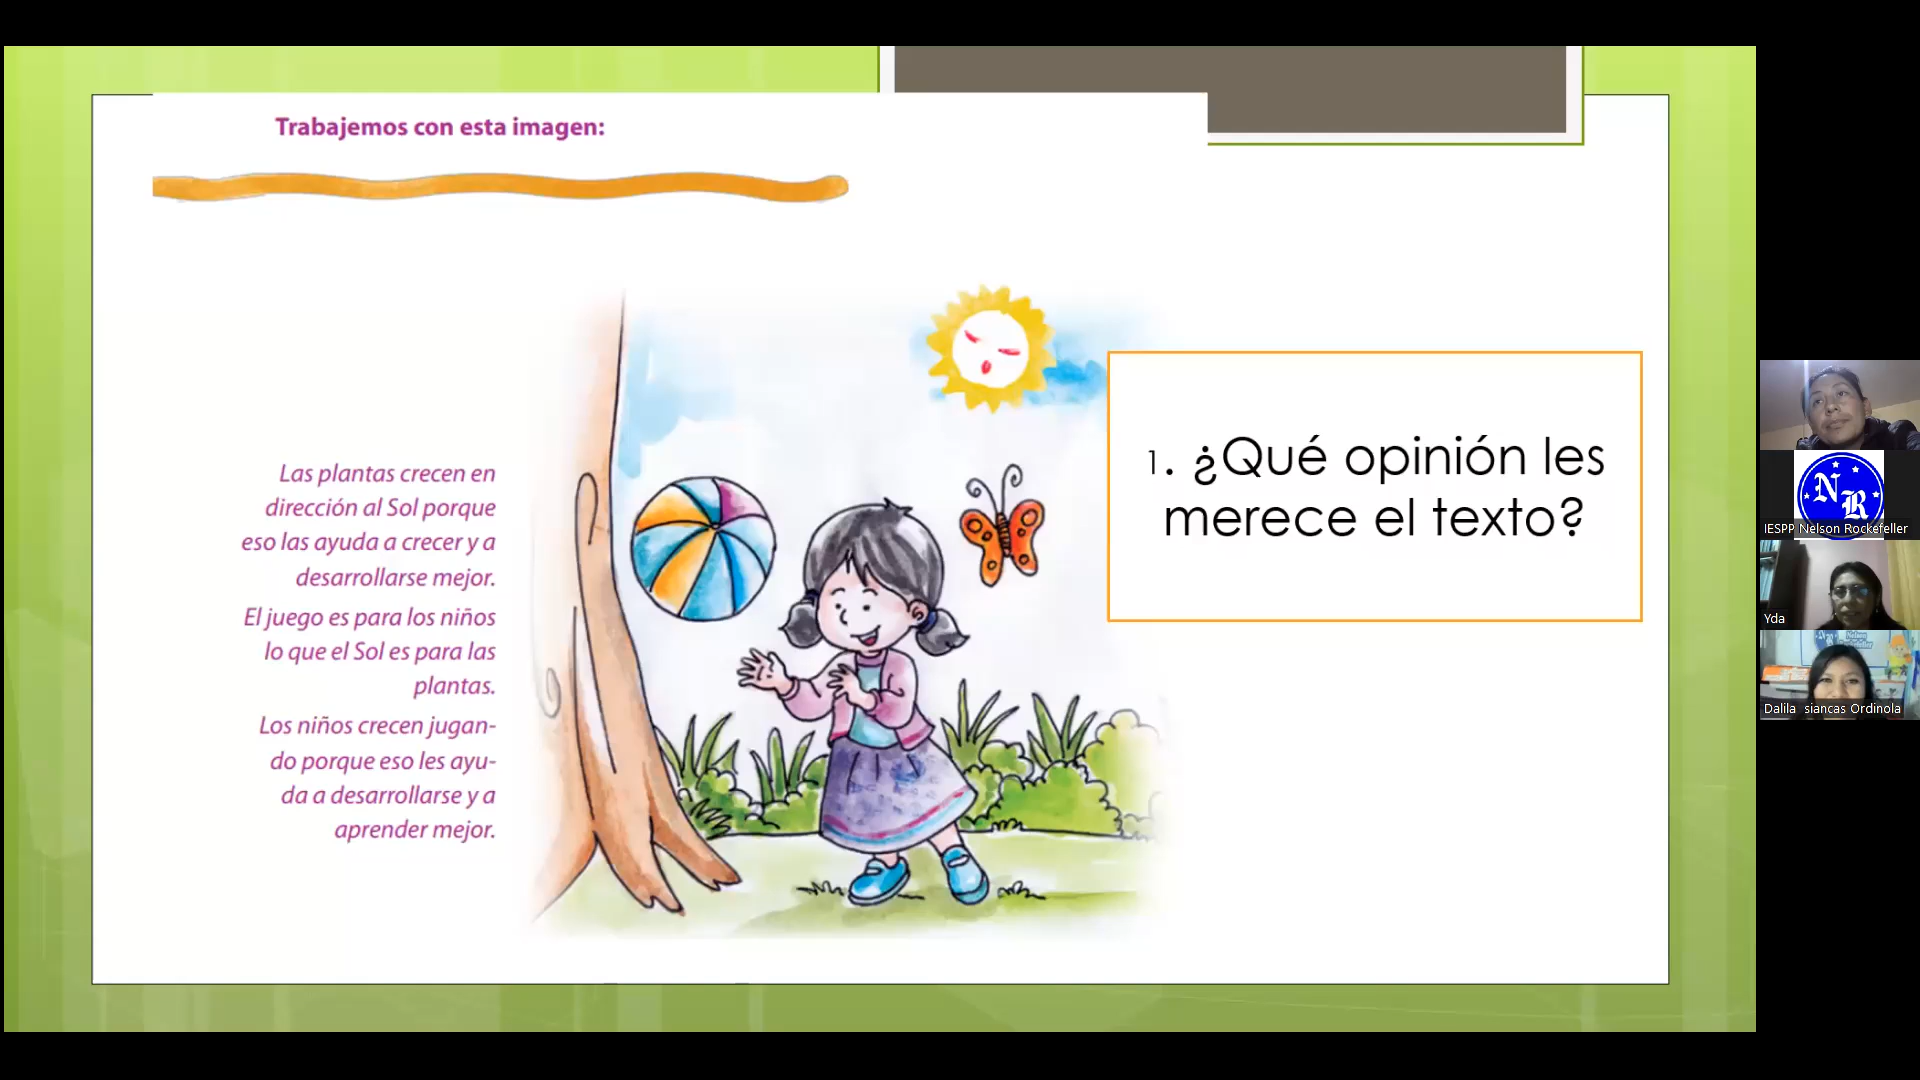 Trabajemos con esta imagen:
Las plantas crecen en
dirección al Sol porque
eso las ayuda a crecer y a
desarrollarse mejor.
El juego es para los niños
lo que el Sol es para las
plantas.
Los niños crecen jugan-
do porque eso les ayu-
da a desarrollarse y a
aprender mejor.
1. ¿Qué opinión les
merece el texto?
NR
IESPP Nelson Rockefeller
Yda
Nelson
Dalila siancas Ordinola